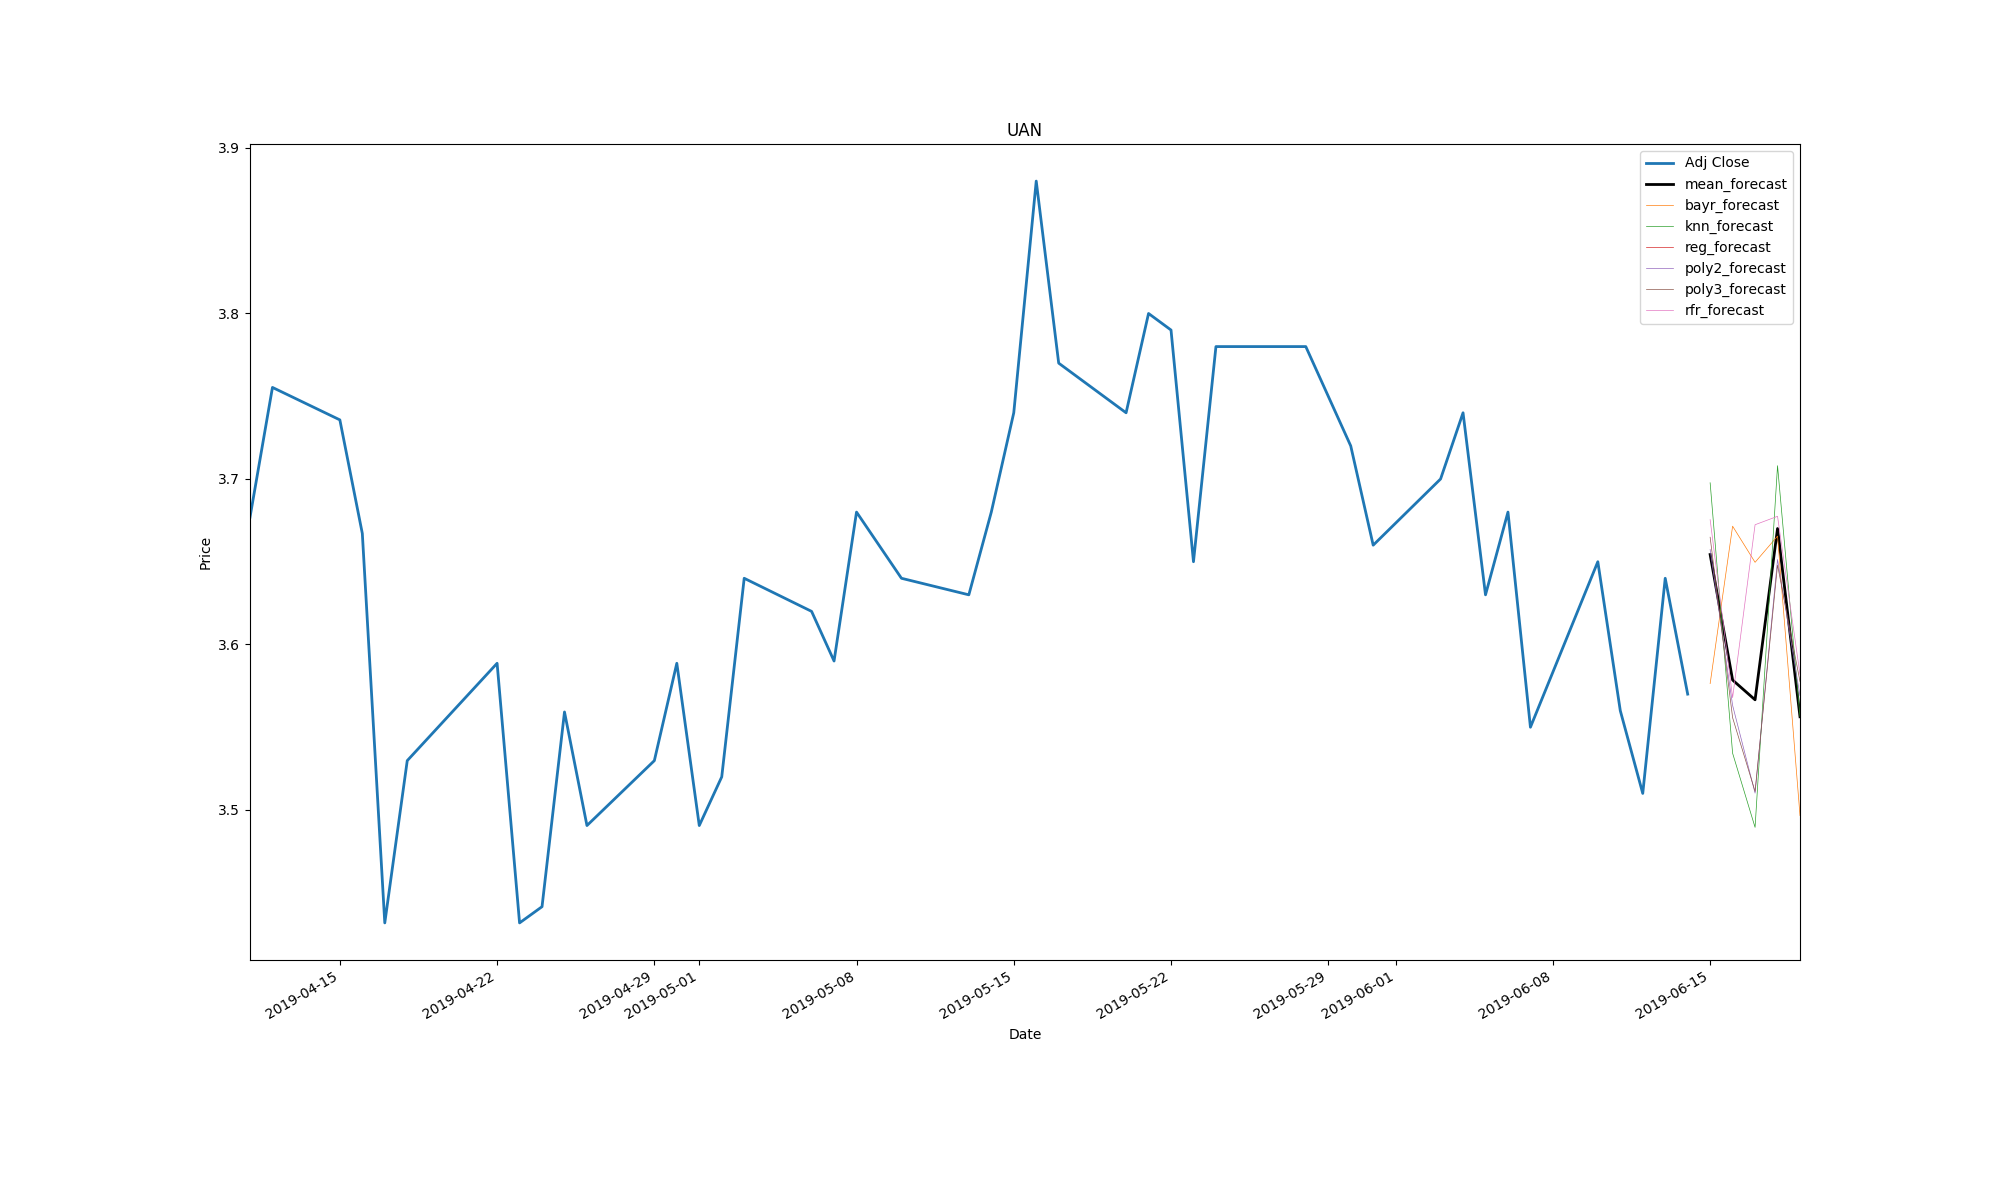 UAN
3.9
3.8
3.7
3.6
3.5
Price
Adj Close
mean_forecast
bayr_forecast
knn_forecast
reg_forecast
poly2_forecast
poly3_forecast
rfr_forecast
2019-04-15
2019-04-22
2019-04-29
2019-05-01
2019-05-08
2019-05-15
2019-05-22
2019-05-29
2019-06-01
2019-06-08
2019-06-15
Date